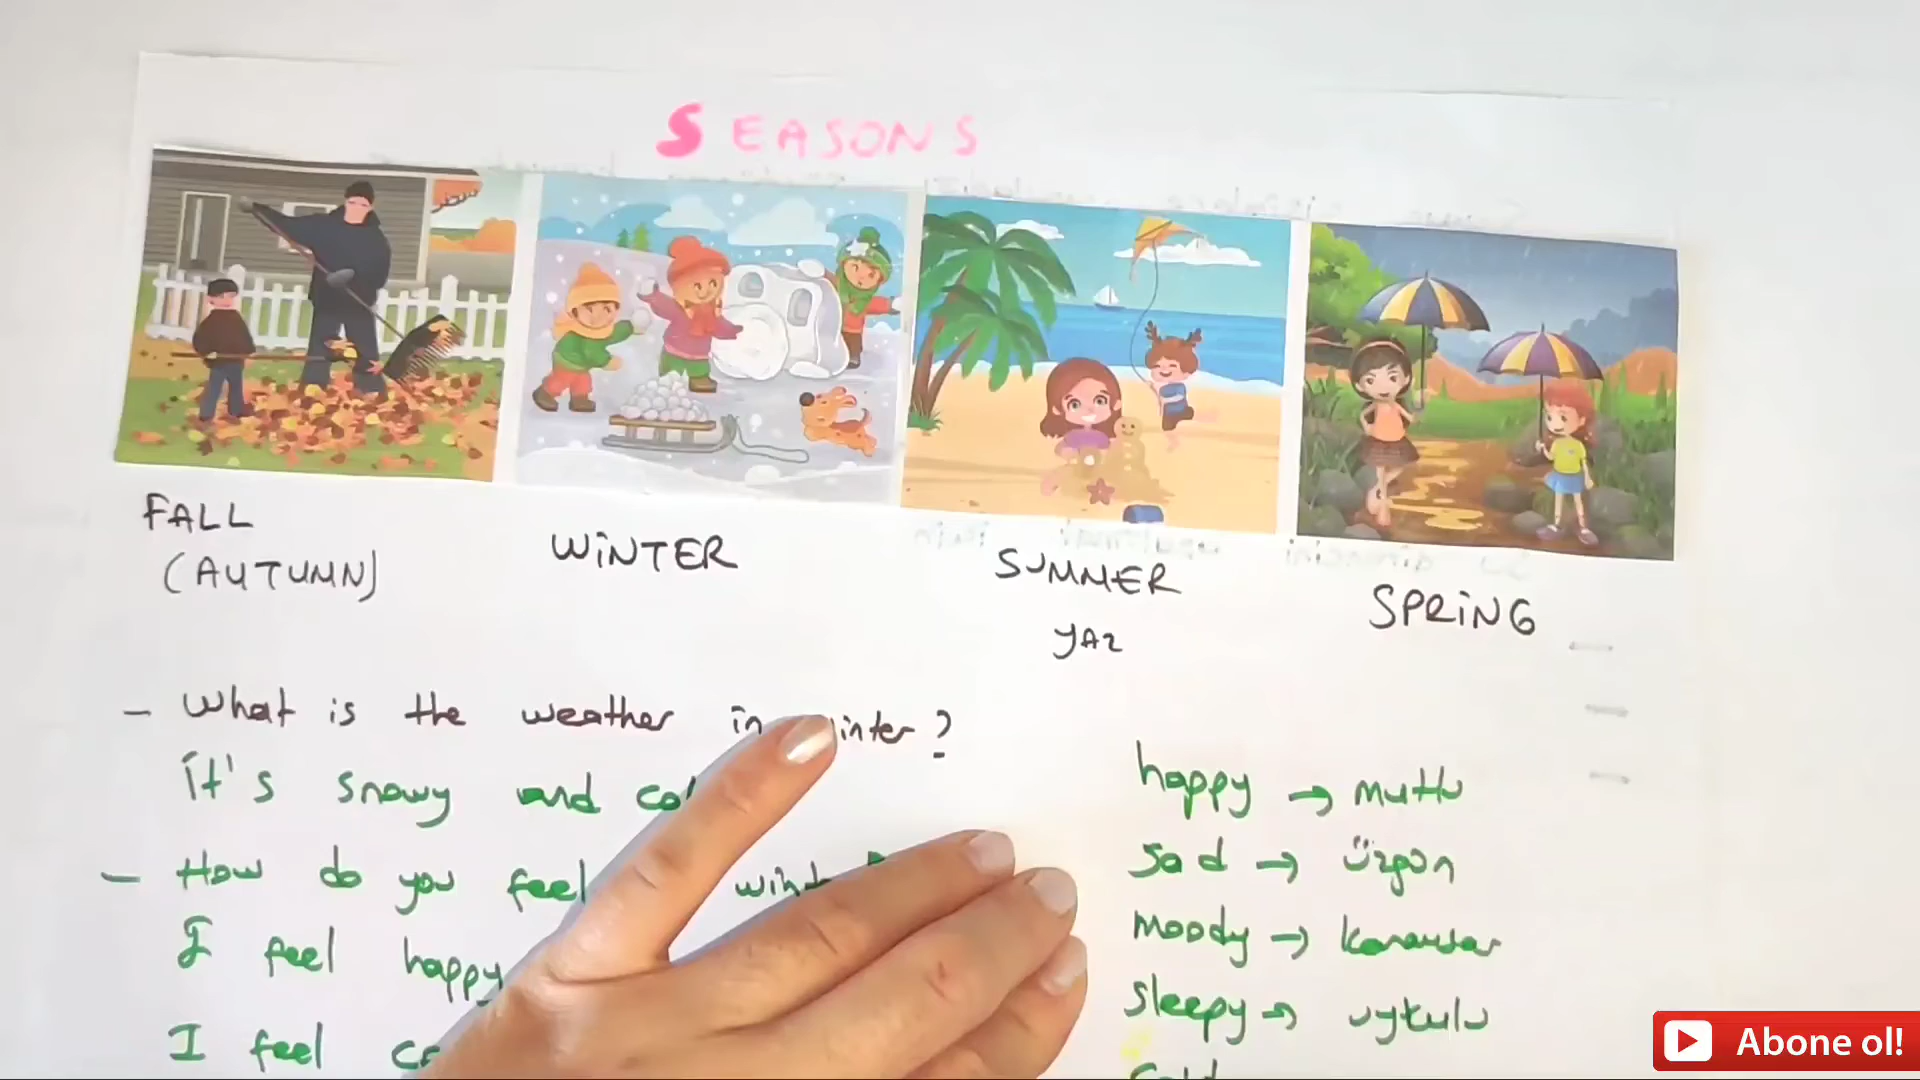 SEASONS
FALL
(AUTUMN)
WINTER
SUMMER
YAZ
SPRING
- What is the weather in winter?
it's snowy and
- How do you feel
I feel happy
I feel
happy → mutlu
sad → üzgün
moody →
sleepy → uykulu
cold
Abone ol!